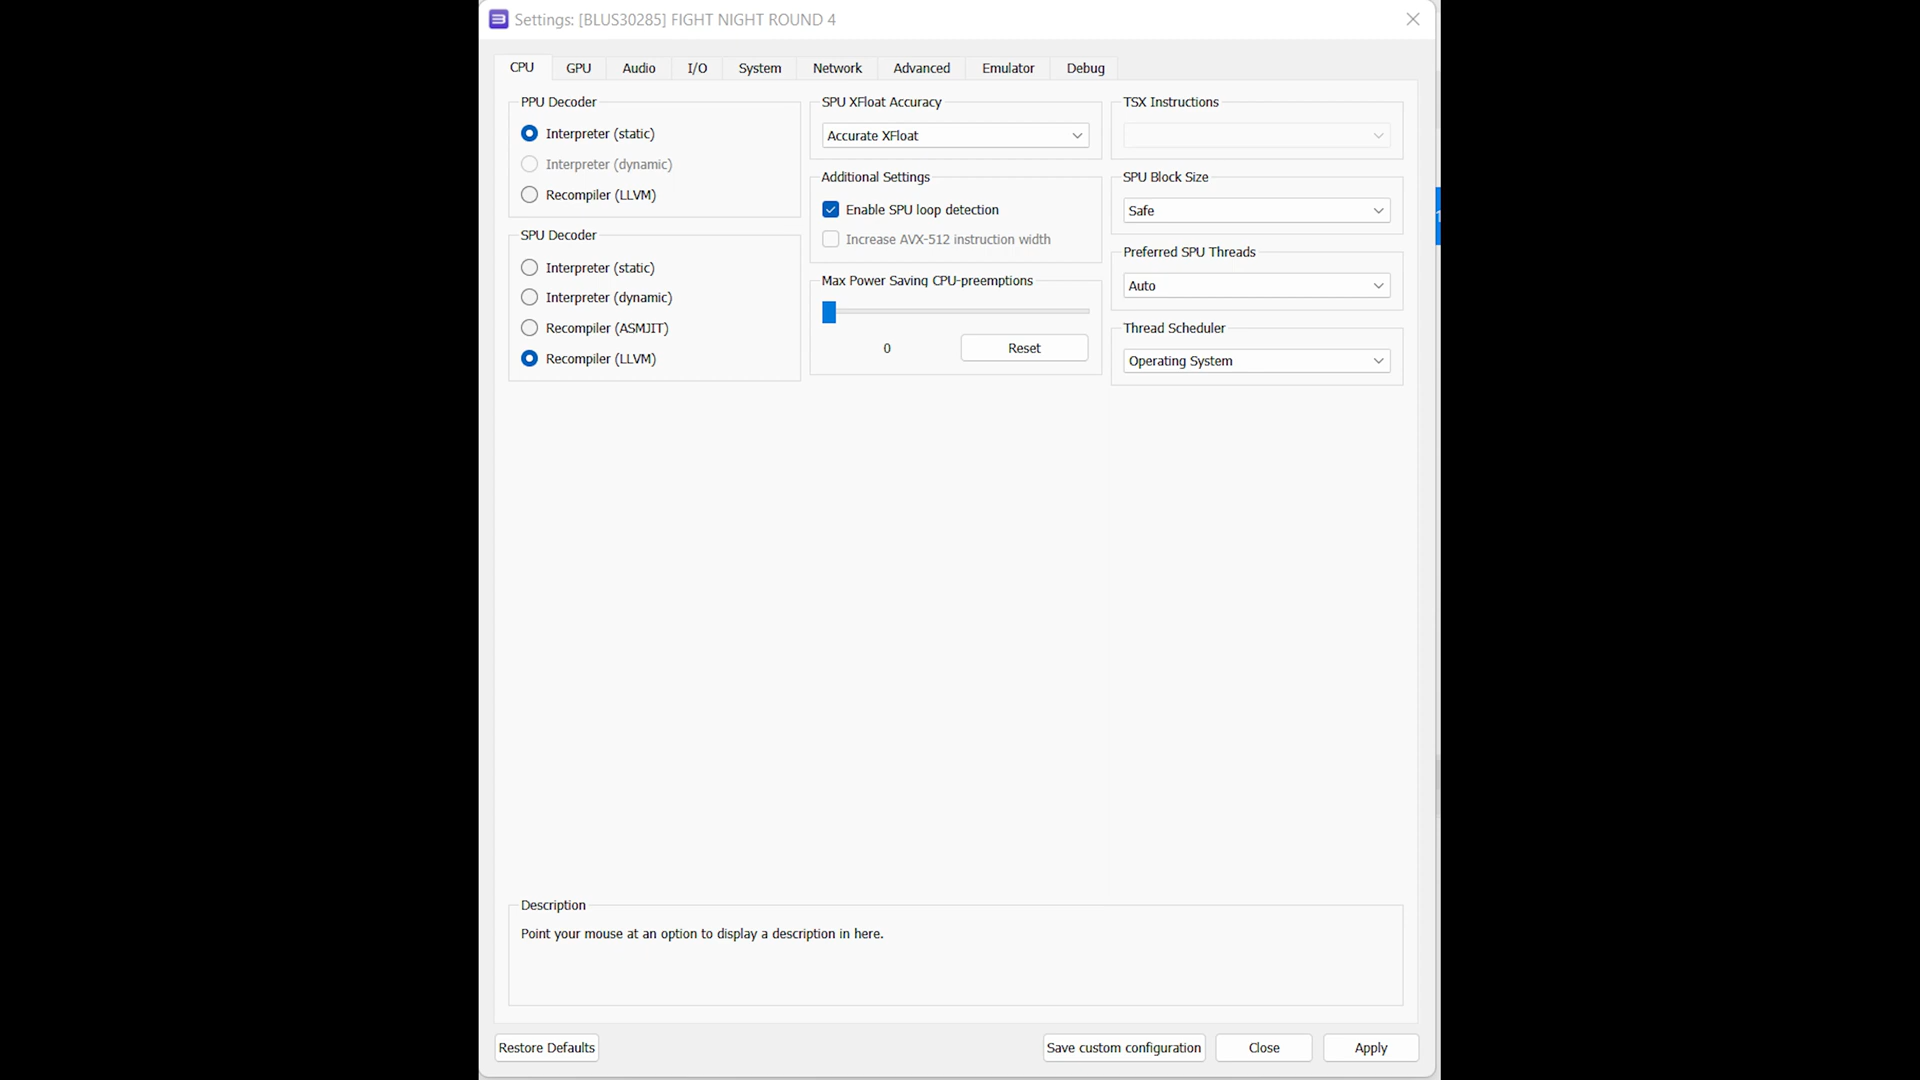 Settings: [BLUS30285] FIGHT NIGHT ROUND 4
CPU GPU Audio I/O System Network Advanced Emulator Debug
PPU Decoder
Interpreter (static)
Interpreter (dynamic)
Recompiler (LLVM)
SPU Decoder
Interpreter (static)
Interpreter (dynamic)
Recompiler (ASMJIT)
Recompiler (LLVM)
SPU XFloat Accuracy
Accurate XFloat
Additional Settings
Enable SPU loop detection
Increase AVX-512 instruction width
Max Power Saving CPU-preemptions
0 Reset
TSX Instructions
SPU Block Size
Safe
Preferred SPU Threads
Auto
Thread Scheduler
Operating System
Description
Point your mouse at an option to display a description in here.
Restore Defaults Save custom configuration Close Apply